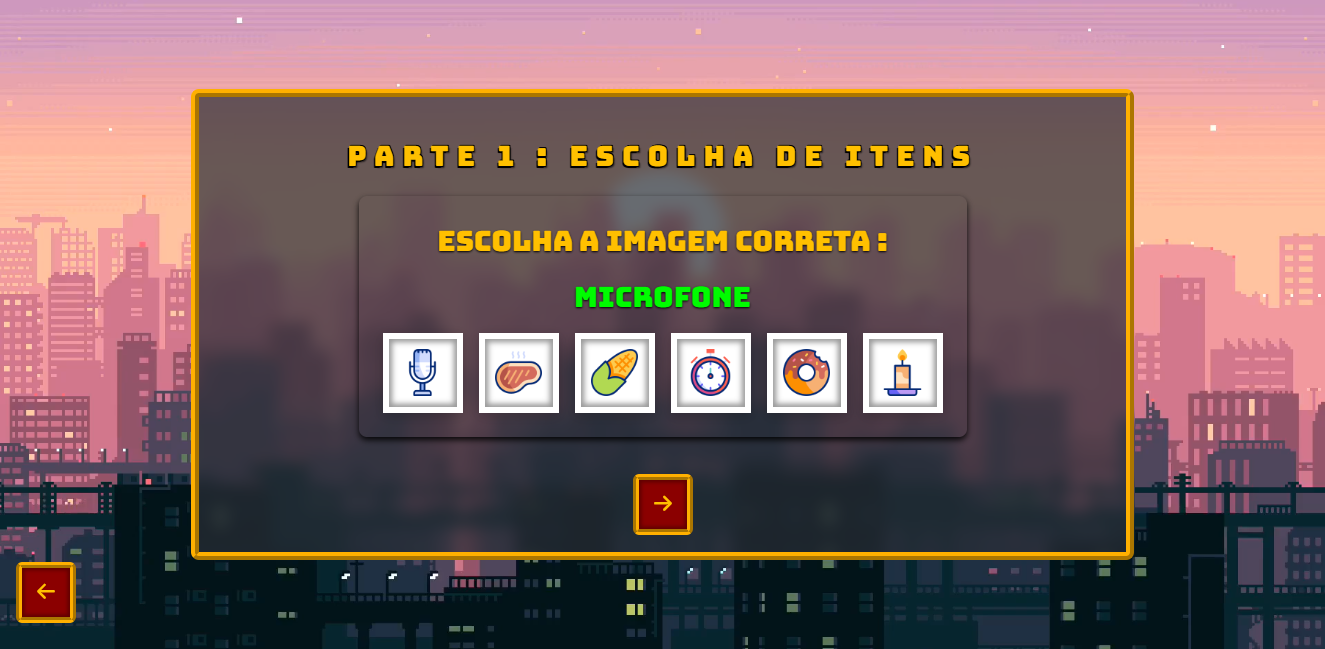 PARTE 1 : ESCOLHA DE ITENS
ESCOLHA A IMAGEM CORRETA :
MICROFONE